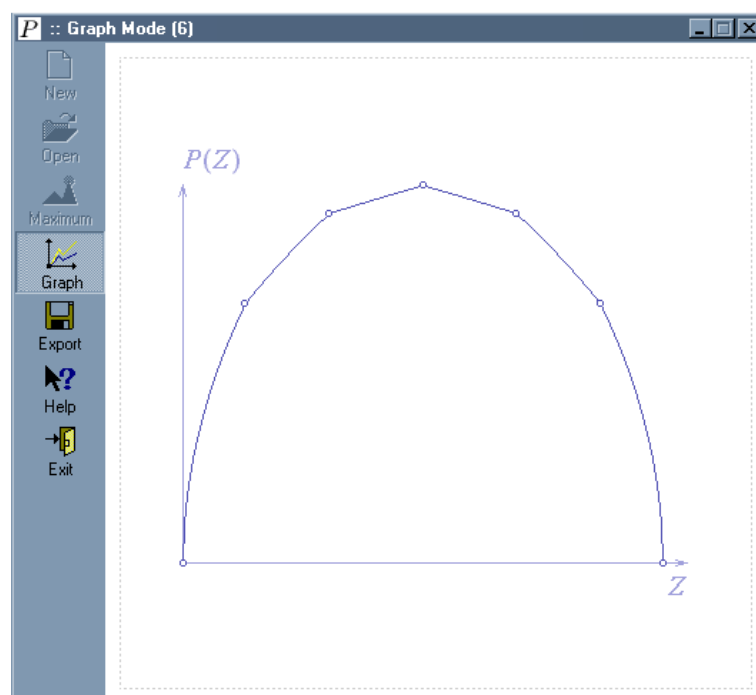 P :: Graph Mode (6)
New
Open
Maximum
Graph
Export
Help
Exit
P(Z)
Z